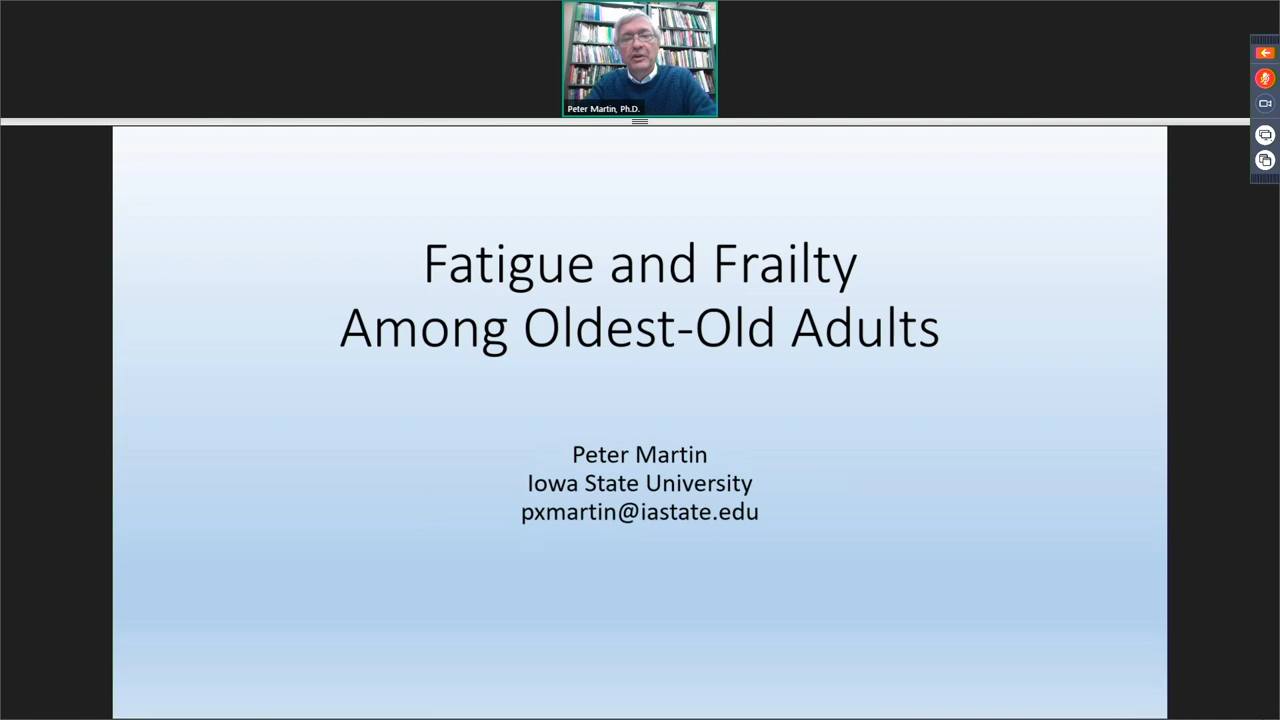 Peter Martin, Ph.D.
Fatigue and Frailty
Among Oldest-Old Adults
Peter Martin
Iowa State University
pxmartin@iastate.edu